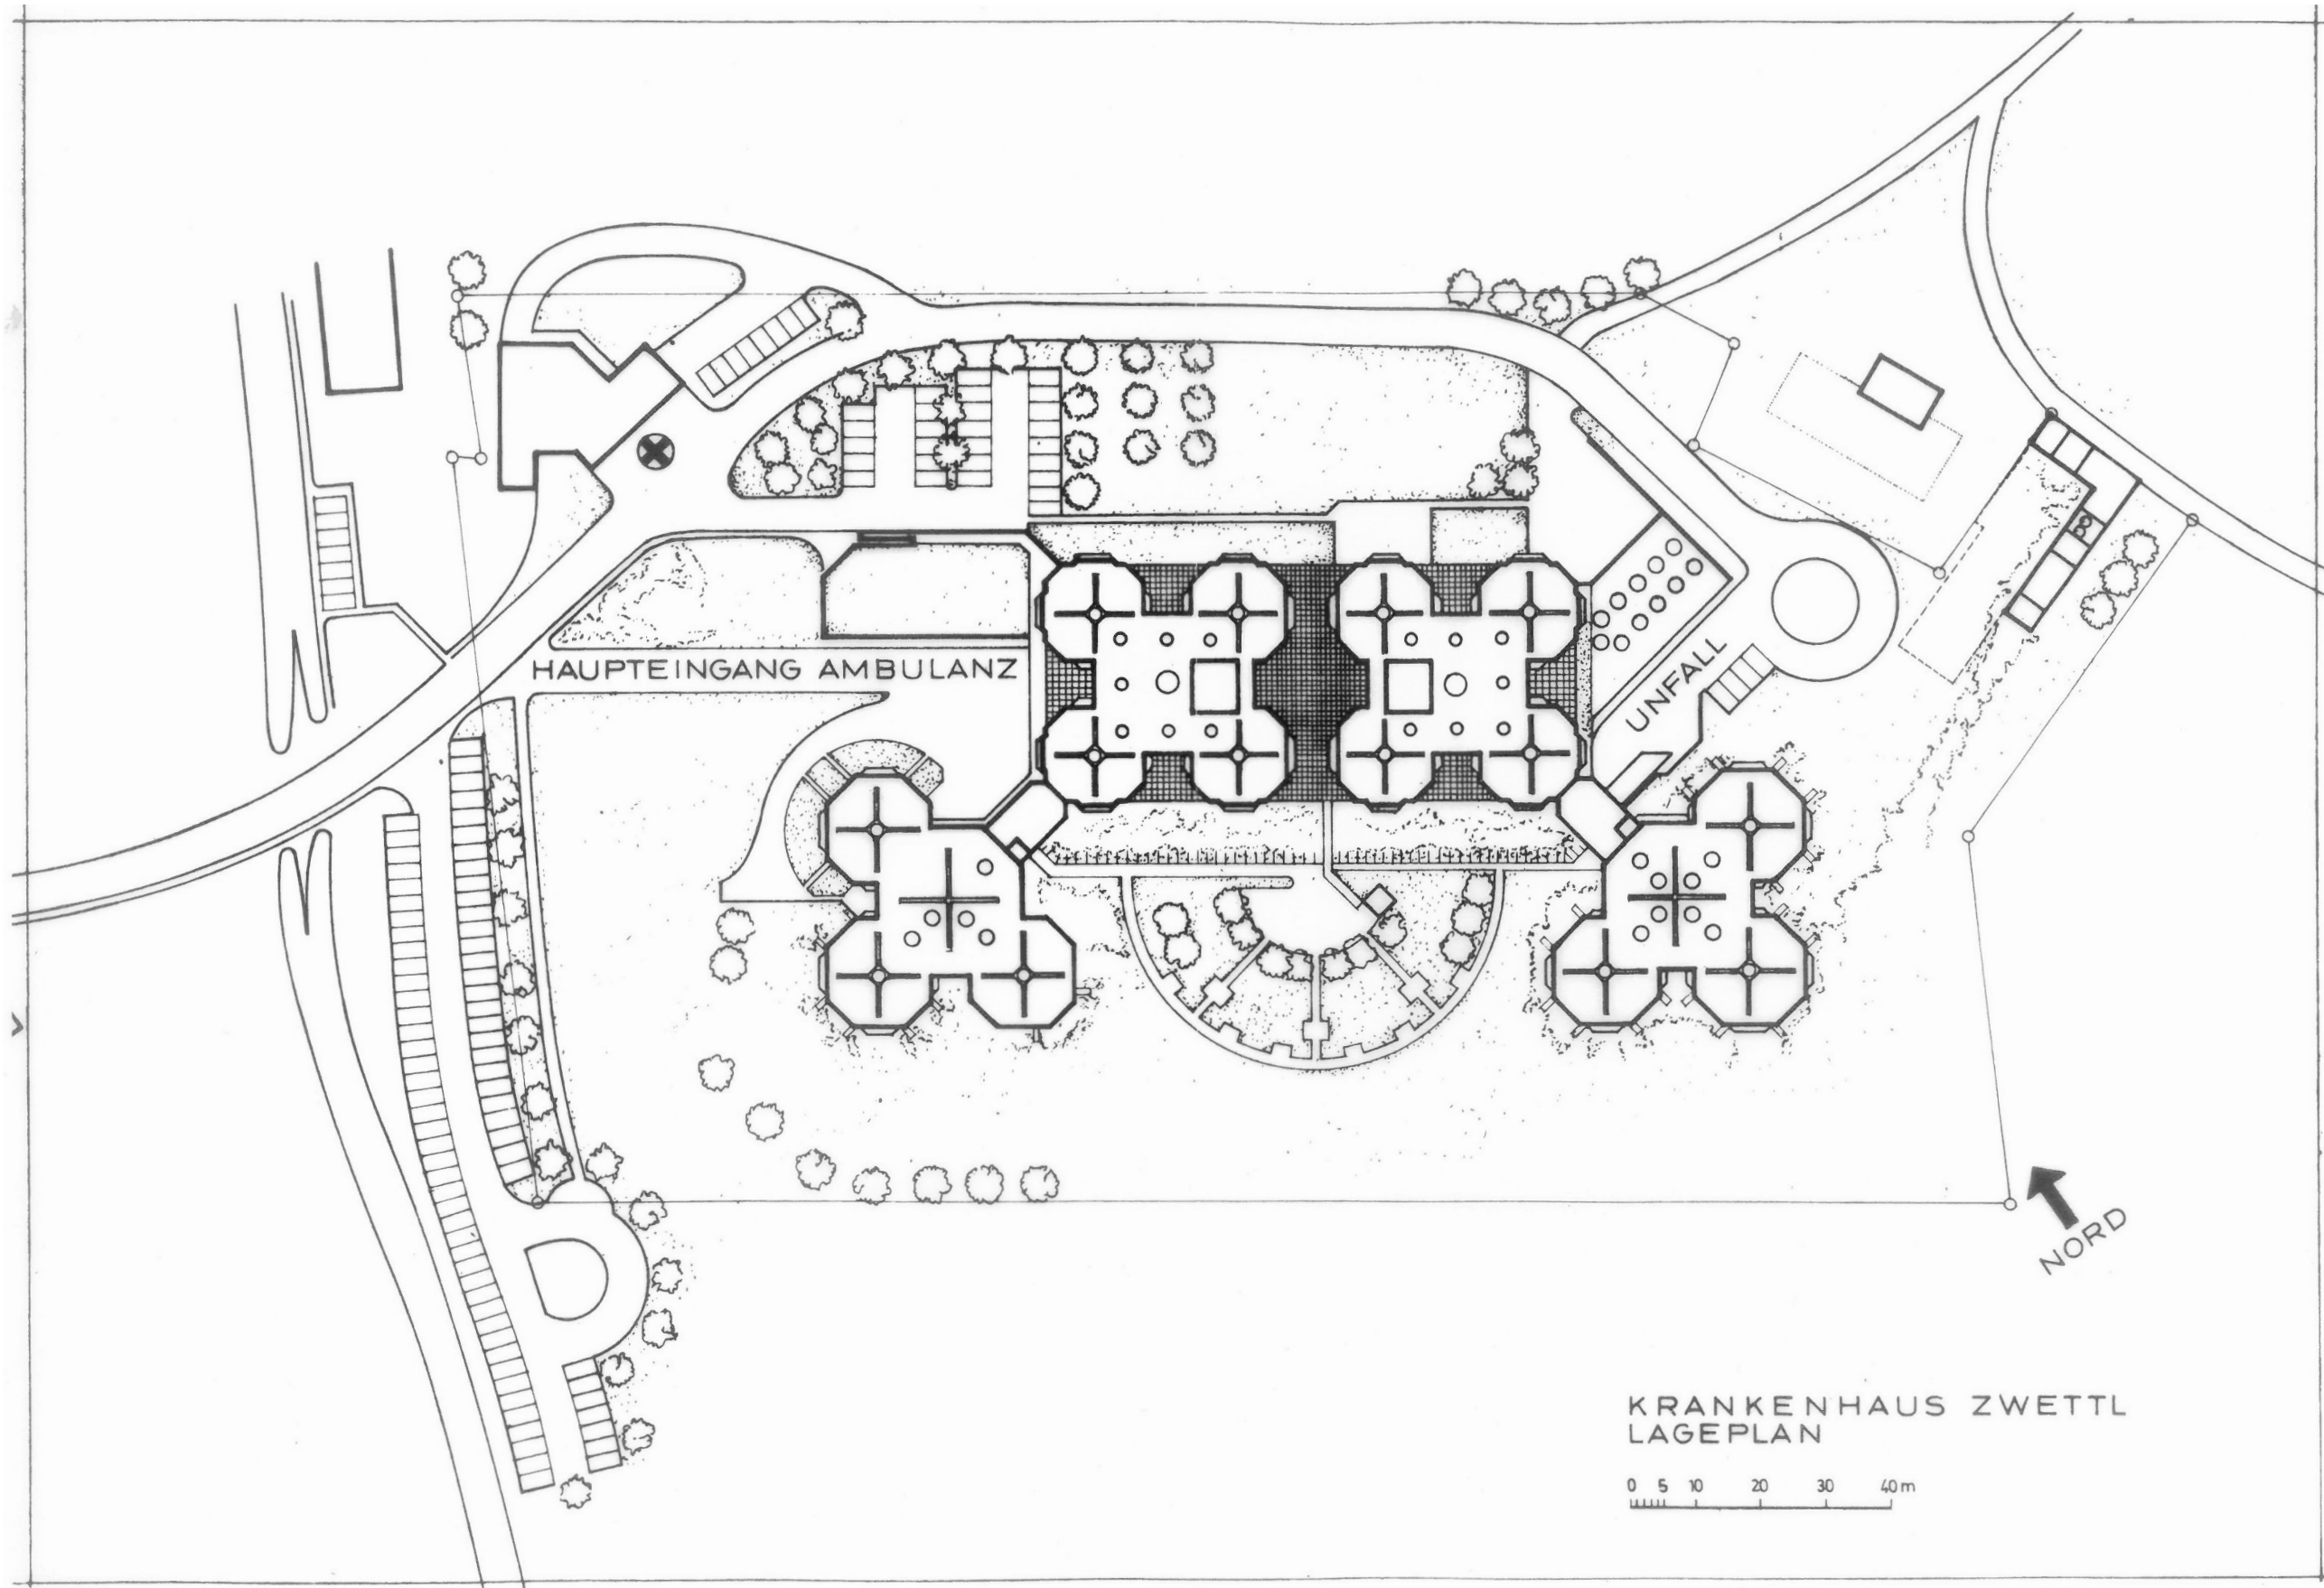 HAUPTEINGANG AMBULANZ
UNFALL
NORD
KRANKENHAUS ZWETTL
LAGEPLAN
0 5 10 20 30 40m